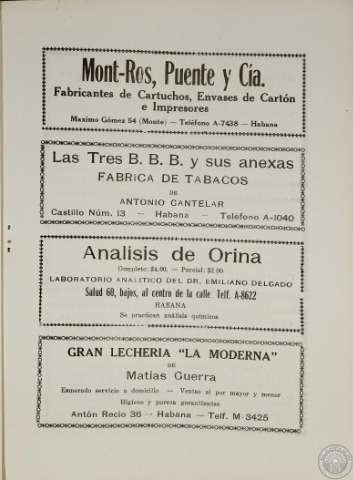 Mont-Ros, Puente y Cía.
Fabricantes de Cartuchos, Envases de Cartón
e Impresores
Maximo Gómez 54 (Monte) — Teléfono A-7438 — Habana
Las Tres B. B. B. y sus anexas
FABRICA DE TABACOS
DE
ANTONIO CANTELAR
Castillo Núm. 13 — Habana — Telefono A-1040
Analisis de Orina
Completo: $4.00. — Parcial: $2.00
LABORATORIO ANALITICO DEL DR. EMILIANO DELGADO
Salud 60, bajos, al centro de la calle. Telf. A-8622
HABANA
Se practican análisis químicos
GRAN LECHERIA "LA MODERNA"
DE
Matías Guerra
Esmerado servicio a domicilio — Ventas al por mayor y menor
Higiene y pureza garantizadas
Antón Recio 36 — Habana — Telf. M-3425